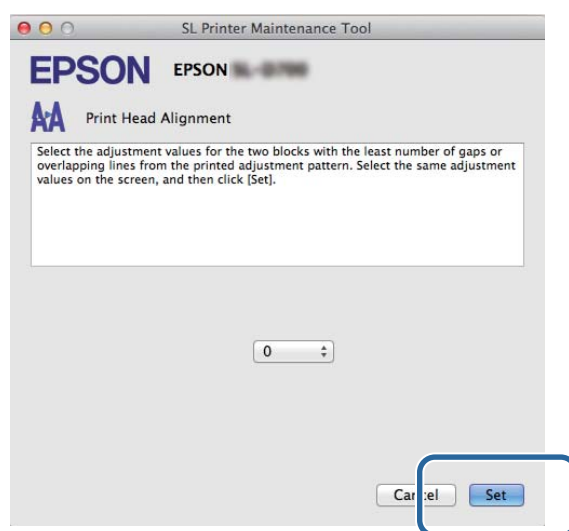 SL Printer Maintenance Tool
EPSON EPSON
Print Head Alignment
Select the adjustment values for the two blocks with the least number of gaps or
overlapping lines from the printed adjustment pattern. Select the same adjustment
values on the screen, and then click [Set].
0
Cancel Set